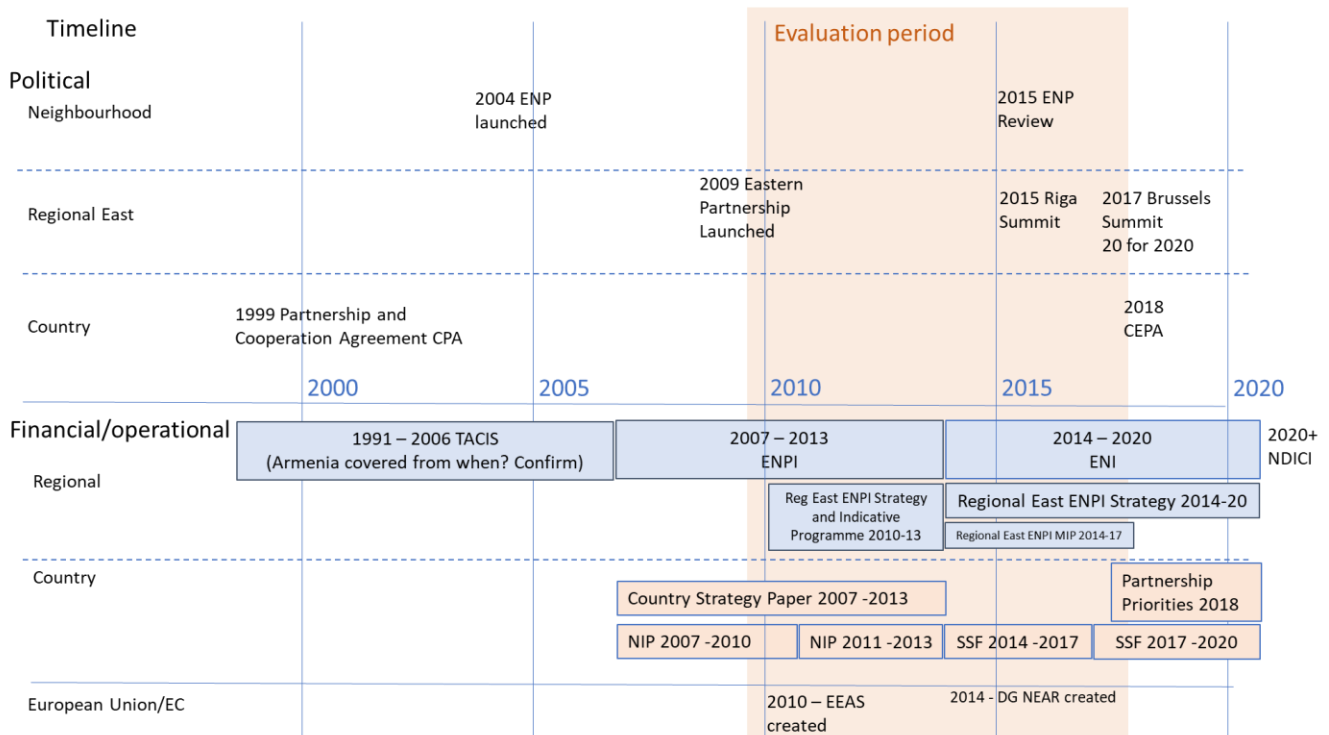 Timeline
Evaluation period
Political
Neighbourhood
2004 ENP
launched
2015 ENP
Review
Regional East
2009 Eastern
Partnership
Launched
2015 Riga
Summit
2017 Brussels
Summit
20 for 2020
Country
1999 Partnership and
Cooperation Agreement CPA
2018
CEPA
2000
2005
2010
2015
2020
Financial/operational
Regional
1991 – 2006 TACIS
(Armenia covered from when? Confirm)
2007 – 2013
ENPI
2014 – 2020
ENI
2020+
NDICI
Reg East ENPI Strategy
and Indicative
Programme 2010-13
Regional East ENPI Strategy 2014-20
Regional East ENPI MIP 2014-17
Country
Country Strategy Paper 2007 -2013
Partnership
Priorities 2018
NIP 2007 -2010
NIP 2011 -2013
SSF 2014 -2017
SSF 2017 -2020
European Union/EC
2010 – EEAS
created
2014 - DG NEAR created